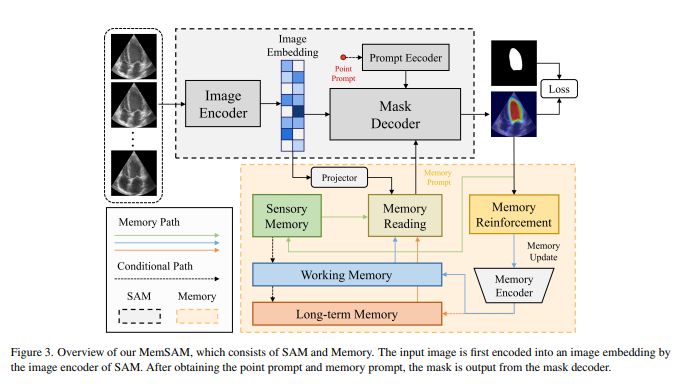 Image
Embedding
Point
Prompt
Prompt Eecoder
Image
Encoder
Mask
Decoder
Loss
Projector
Memory
Prompt
Sensory
Memory
Memory
Reading
Memory
Reinforcement
Memory
Update
Working Memory
Memory
Encoder
Long-term Memory
Memory Path
Conditional Path
SAM
Memory
Figure 3. Overview of our MemSAM, which consists of SAM and Memory. The input image is first encoded into an image embedding by
the image encoder of SAM. After obtaining the point prompt and memory prompt, the mask is output from the mask decoder.